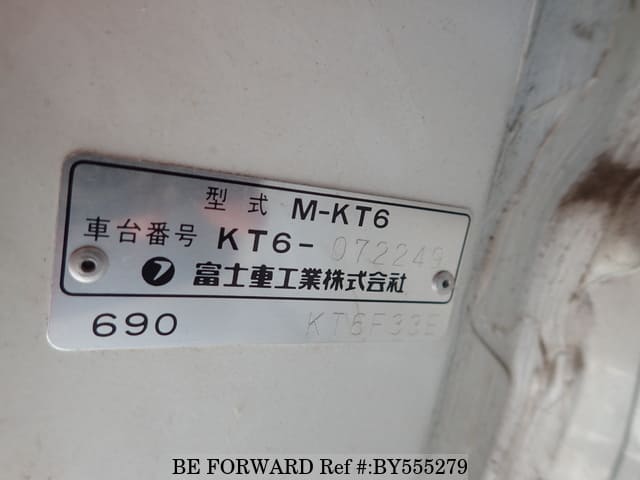 型式 M-KT6
車台番号 KT6-072249
富士重工業株式会社
690 KT6F33E
BE FORWARD Ref #:BY555279